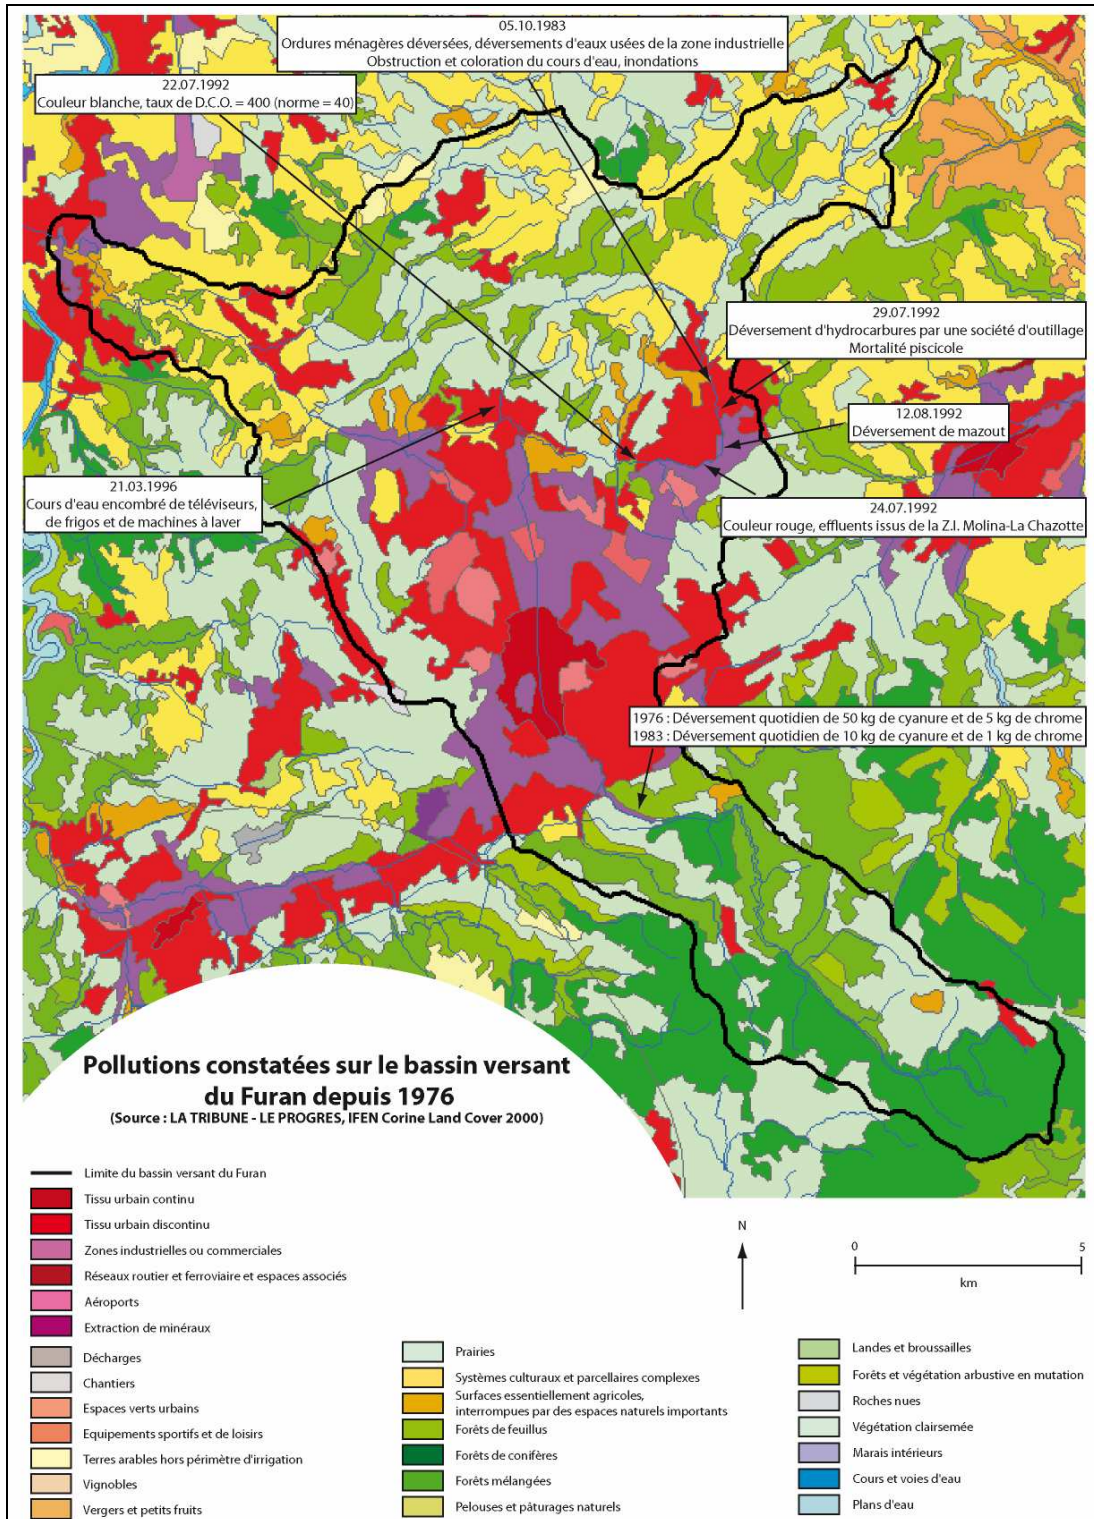 05.10.1983
Ordures ménagères déversées, déversements d'eaux usées de la zone industrielle
Obstruction et coloration du cours d'eau, inondations
22.07.1992
Couleur blanche, taux de D.C.O. = 400 (norme = 40)
29.07.1992
Déversement d'hydrocarbures par une société d'outillage
Mortalité piscicole
12.08.1992
Déversement de mazout
21.03.1996
Cours d'eau encombré de téléviseurs,
de frigos et de machines à laver
24.07.1992
Couleur rouge, effluents issus de la Z.I. Molina-La Chazotte
1976 : Déversement quotidien de 50 kg de cyanure et de 5 kg de chrome
1983 : Déversement quotidien de 10 kg de cyanure et de 1 kg de chrome
Pollutions constatées sur le bassin versant
du Furan depuis 1976
(Source : LA TRIBUNE - LE PROGRES, IFEN Corine Land Cover 2000)
Limite du bassin versant du Furan
Tissu urbain continu
Tissu urbain discontinu
Zones industrielles ou commerciales
Réseaux routier et ferroviaire et espaces associés
Aéroports
Extraction de minéraux
Décharges
Chantiers
Espaces verts urbains
Equipements sportifs et de loisirs
Terres arables hors périmètre d'irrigation
Vignobles
Vergers et petits fruits
Prairies
Systèmes culturaux et parcellaires complexes
Surfaces essentiellement agricoles,
interrompues par des espaces naturels importants
Forêts de feuillus
Forêts de conifères
Forêts mélangées
Pelouses et pâturages naturels
N
0 5
km
Landes et broussailles
Forêts et végétation arbustive en mutation
Roches nues
Végétation clairsemée
Marais intérieurs
Cours et voies d'eau
Plans d'eau